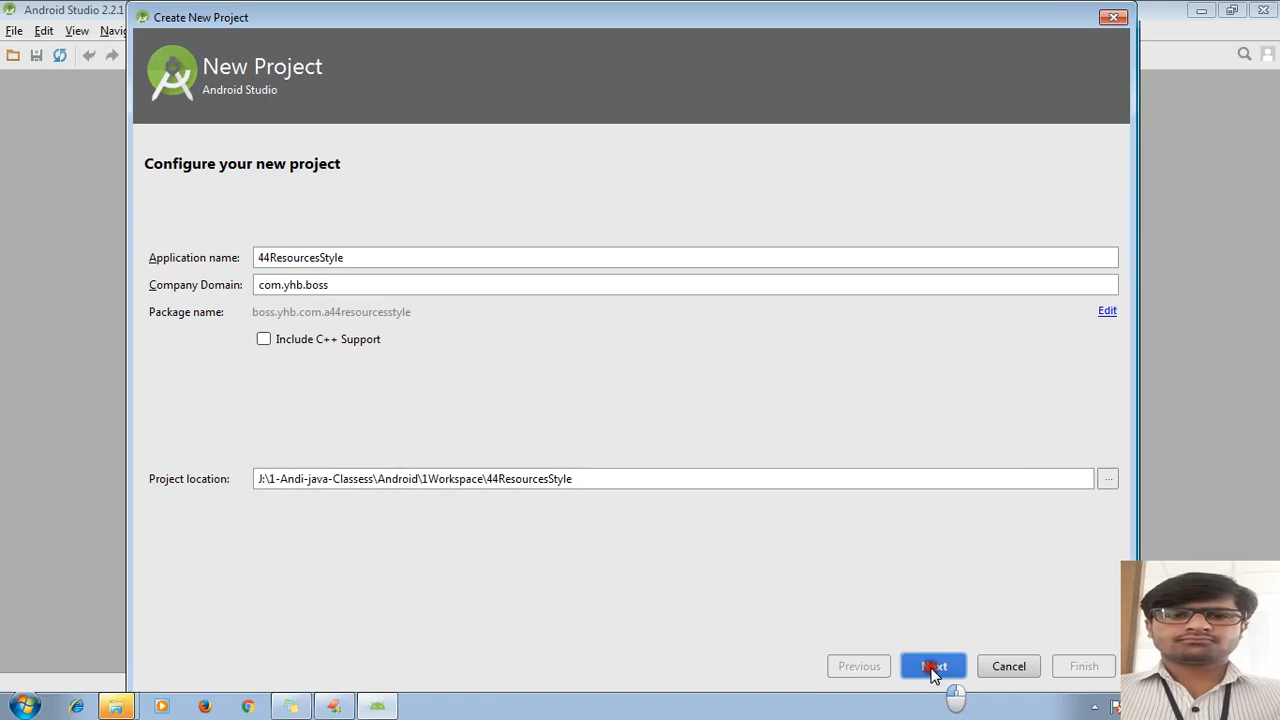 Android Studio 2.2.1
Create New Project
File Edit View Navi
New Project
Android Studio
Configure your new project
Application name: 44ResourcesStyle
Company Domain: com.yhb.boss
Package name: boss.yhb.com.a44resourcesstyle Edit
Include C++ Support
Project location: J:\1-Andi-java-Classess\Android\1Workspace\44ResourcesStyle ...
Previous Next Cancel Finish